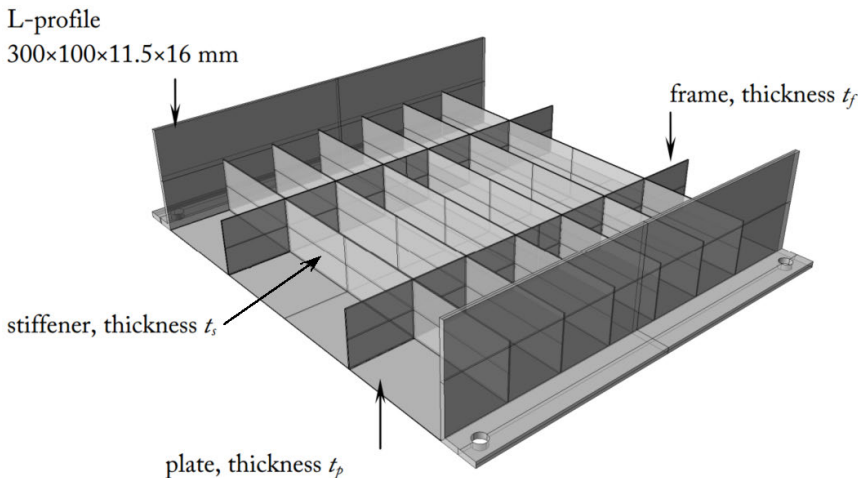 L-profile
300×100×11.5×16 mm
frame, thickness t_f
stiffener, thickness t_s
plate, thickness t_p